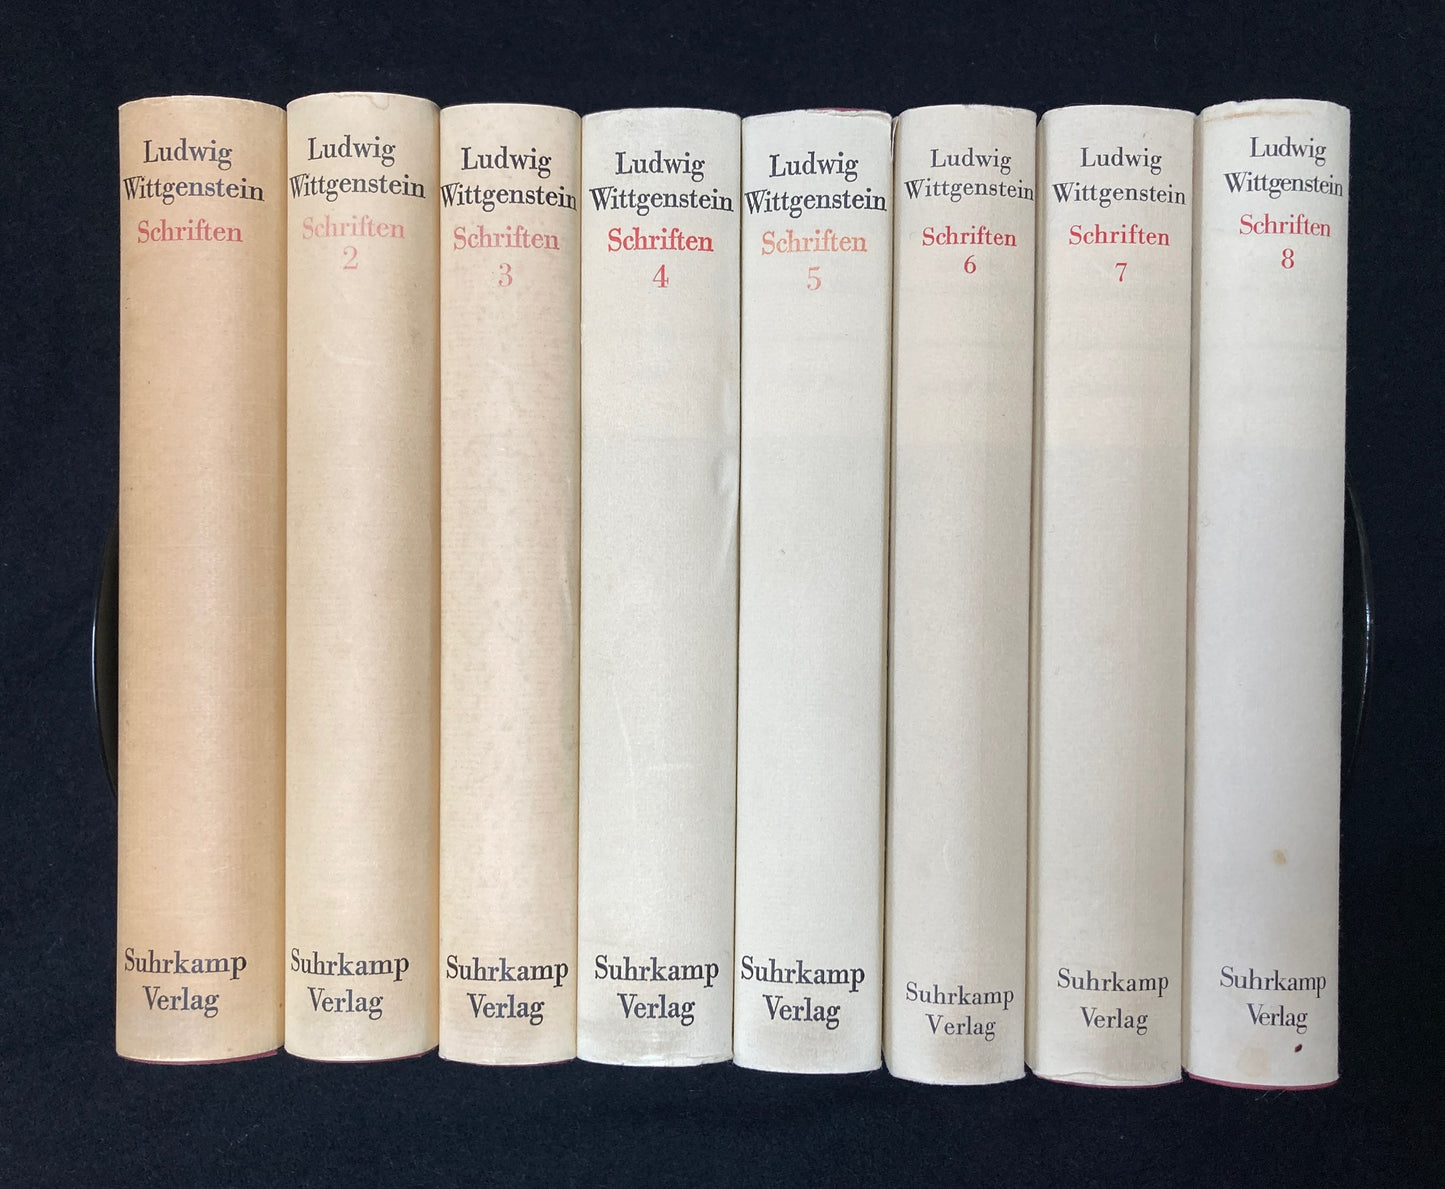 Ludwig
Wittgenstein
Schriften
Suhrkamp
Verlag
Ludwig
Wittgenstein
Schriften
2
Suhrkamp
Verlag
Ludwig
Wittgenstein
Schriften
3
Suhrkamp
Verlag
Ludwig
Wittgenstein
Schriften
4
Suhrkamp
Verlag
Ludwig
Wittgenstein
Schriften
5
Suhrkamp
Verlag
Ludwig
Wittgenstein
Schriften
6
Suhrkamp
Verlag
Ludwig
Wittgenstein
Schriften
7
Suhrkamp
Verlag
Ludwig
Wittgenstein
Schriften
8
Suhrkamp
Verlag